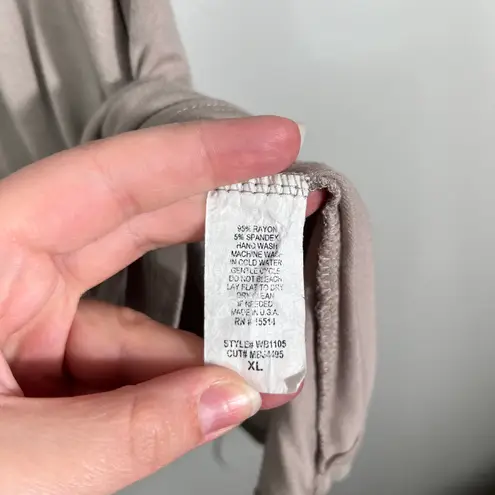 95% RAYON
5% SPANDEX
HAND WASH
MACHINE WASH
IN COLD WATER
GENTLE CYCLE
DO NOT BLEACH
LAY FLAT TO DRY
DRY CLEAN
IF NEEDED
MADE IN U.S.A.
RN# 15514
STYLE# WB1105
CUT# MBS4495
XL